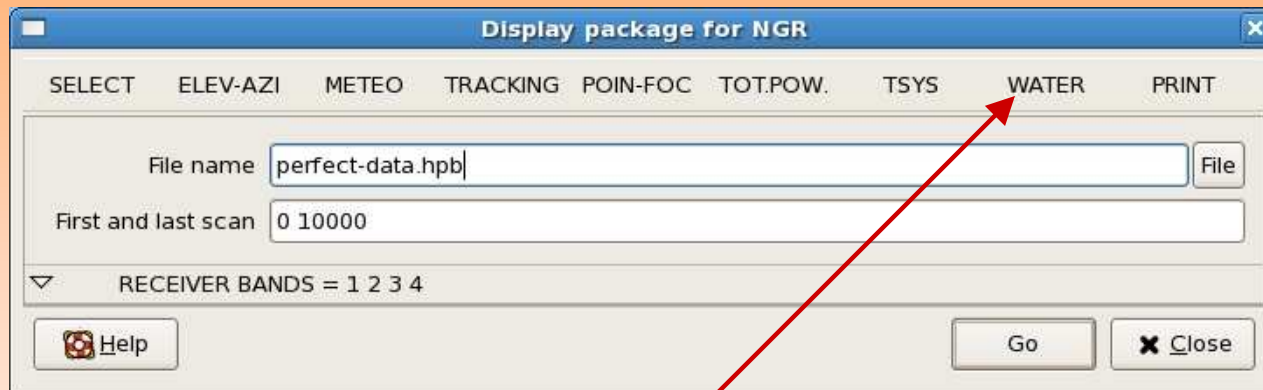 Display package for NGR
SELECT ELEV-AZI METEO TRACKING POIN-FOC TOT.POW. TSYS WATER PRINT
File name perfect-data.hpb File
First and last scan 0 10000
RECEIVER BANDS = 1 2 3 4
Help Go Close